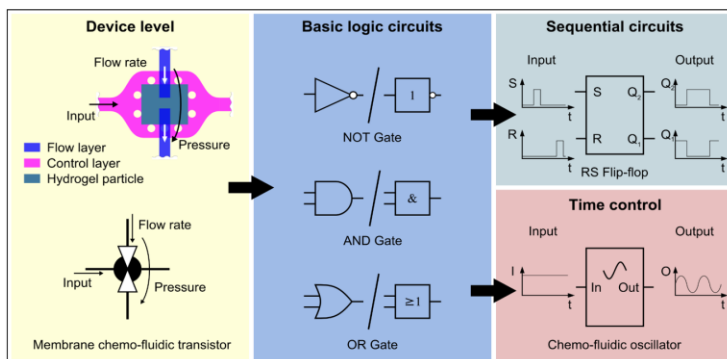 Device level
Flow rate
Input
Pressure
Flow layer
Control layer
Hydrogel particle
Flow rate
Input
Pressure
Membrane chemo-fluidic transistor
Basic logic circuits
1
NOT Gate
&
AND Gate
≥1
OR Gate
Sequential circuits
Input
Output
S
t
S
Q2
Q2
t
R
t
R
Q1
Q1
t
RS Flip-flop
Time control
Input
Output
I
t
In
Out
O
t
Chemo-fluidic oscillator